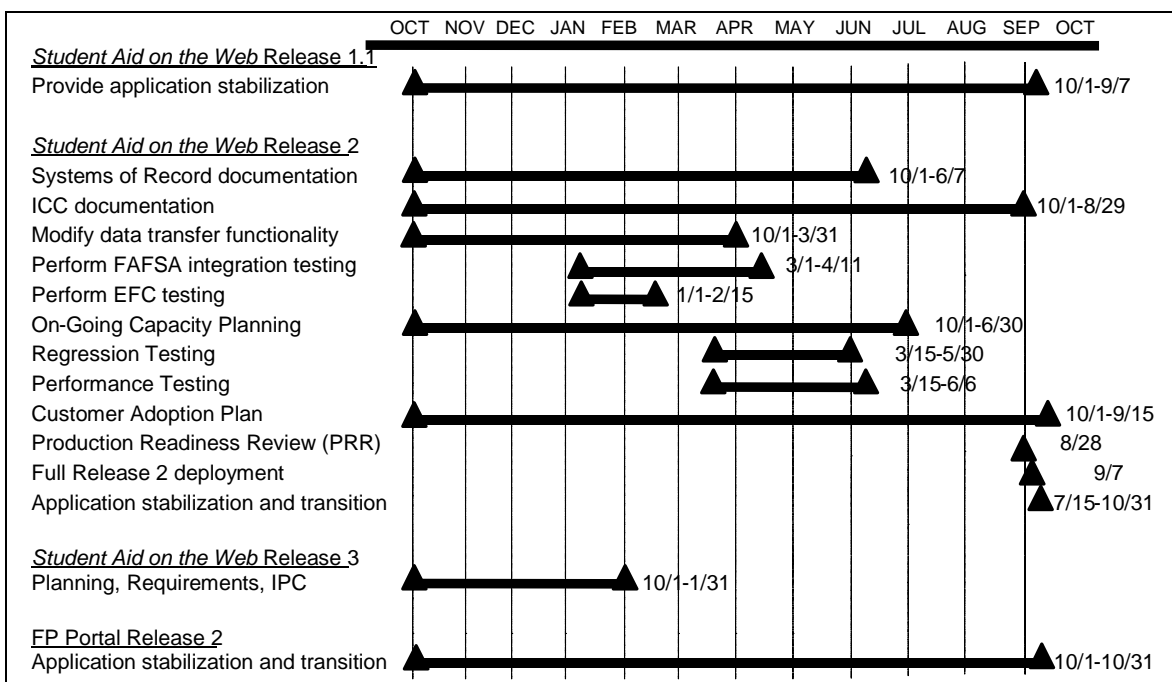 OCT NOV DEC JAN FEB MAR APR MAY JUN JUL AUG SEP OCT
Student Aid on the Web Release 1.1
Provide application stabilization 10/1-9/7
Student Aid on the Web Release 2
Systems of Record documentation 10/1-6/7
ICC documentation 10/1-8/29
Modify data transfer functionality 10/1-3/31
Perform FAFSA integration testing 3/1-4/11
Perform EFC testing 1/1-2/15
On-Going Capacity Planning 10/1-6/30
Regression Testing 3/15-5/30
Performance Testing 3/15-6/6
Customer Adoption Plan 10/1-9/15
Production Readiness Review (PRR) 8/28
Full Release 2 deployment 9/7
Application stabilization and transition 7/15-10/31
Student Aid on the Web Release 3
Planning, Requirements, IPC 10/1-1/31
FP Portal Release 2
Application stabilization and transition 10/1-10/31